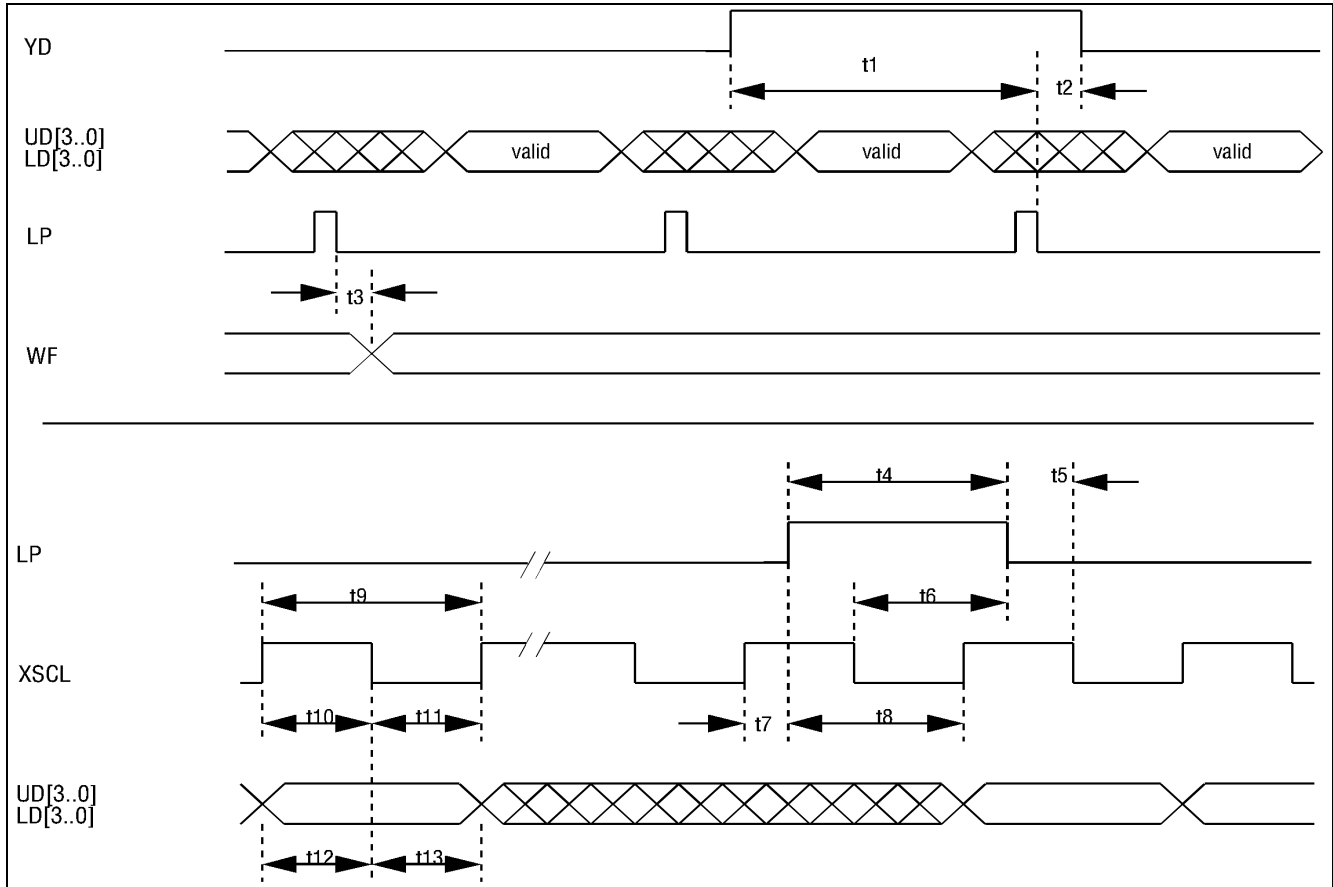 YD
t1
t2
UD[3..0]
LD[3..0]
valid
valid
valid
LP
t3
WF
t4
t5
LP
t9
t6
XSCL
t10
t11
t7
t8
UD[3..0]
LD[3..0]
t12
t13